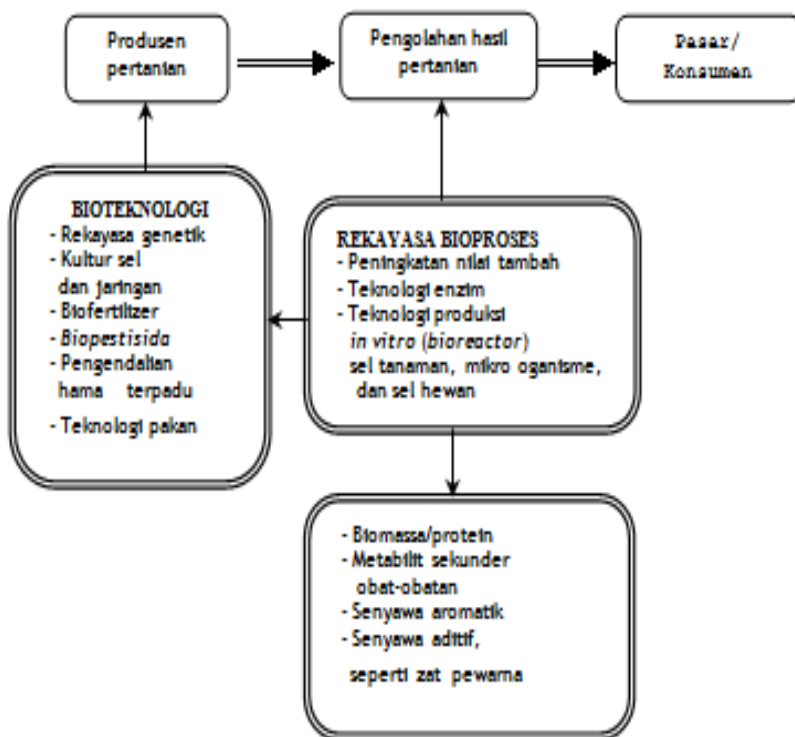 Produsen
pertanian
Pengolahan hasil
pertanian
Pasar/
Konsuman
BIOTEKNOLOGI
- Rekayasa genetik
- Kultur sel
dan jaringan
- Biofertilizer
- Biopestisida
- Pengendalian
hama terpadu
- Teknologi pakan
REKAYASA BIOPROSES
- Peningkatan nilai tambah
- Teknologi enzim
- Teknologi produksi
in vitro (bioreactor)
sel tanaman, mikro oganisme,
dan sel hewan
- Biomassa/protein
- Metabilit sekunder
obat-obatan
- Senyawa aromatik
- Senyawa aditif,
seperti zat pewarna